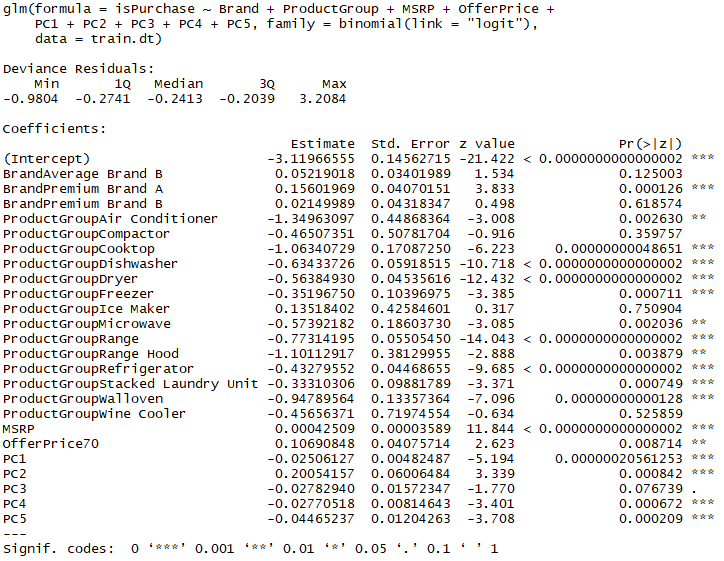 glm(formula = isPurchase ~ Brand + ProductGroup + MSRP + OfferPrice +
PC1 + PC2 + PC3 + PC4 + PC5, family = binomial(link = "logit"),
data = train.dt)
Deviance Residuals:
Min 1Q Median 3Q Max
-0.9804 -0.2741 -0.2413 -0.2039 3.2084
Coefficients:
Estimate Std. Error z value Pr(>|z|)
(Intercept) -3.11966555 0.14562715 -21.422 < 0.0000000000000002 ***
BrandAverage Brand B 0.05219018 0.03401989 1.534 0.125003
BrandPremium Brand A 0.15601969 0.04070151 3.833 0.000126 ***
BrandPremium Brand B 0.02149989 0.04318347 0.498 0.618574
ProductGroupAir Conditioner -1.34963097 0.44868364 -3.008 0.002630 **
ProductGroupCompactor -0.46507351 0.50781704 -0.916 0.359757
ProductGroupCooktop -1.06340729 0.17087250 -6.223 0.00000000048651 ***
ProductGroupDishwasher -0.63433726 0.05918515 -10.718 < 0.0000000000000002 ***
ProductGroupDryer -0.56384930 0.04535616 -12.432 < 0.0000000000000002 ***
ProductGroupFreezer -0.35196750 0.10396975 -3.385 0.000711 ***
ProductGroupIce Maker 0.13518402 0.42584601 0.317 0.750904
ProductGroupMicrowave -0.57392182 0.18603730 -3.085 0.002036 **
ProductGroupRange -0.77314195 0.05505450 -14.043 < 0.0000000000000002 ***
ProductGroupRange Hood -1.10112917 0.38129955 -2.888 0.003879 **
ProductGroupRefrigerator -0.43279552 0.04468655 -9.685 < 0.0000000000000002 ***
ProductGroupStacked Laundry Unit -0.33310306 0.09881789 -3.371 0.000749 ***
ProductGroupWalloven -0.94789564 0.13357364 -7.096 0.00000000000128 ***
ProductGroupWine Cooler -0.45656371 0.71974554 -0.634 0.525859
MSRP 0.00042509 0.00003589 11.844 < 0.0000000000000002 ***
OfferPrice70 0.10690848 0.04075714 2.623 0.008714 **
PC1 -0.02506127 0.00482487 -5.194 0.00000020561253 ***
PC2 0.20054157 0.06006484 3.339 0.000842 ***
PC3 -0.02782940 0.01572347 -1.770 0.076739 .
PC4 -0.02770518 0.00814643 -3.401 0.000672 ***
PC5 -0.04465237 0.01204263 -3.708 0.000209 ***
---
Signif. codes: 0 ‘***’ 0.001 ‘**’ 0.01 ‘*’ 0.05 ‘.’ 0.1 ‘ ’ 1